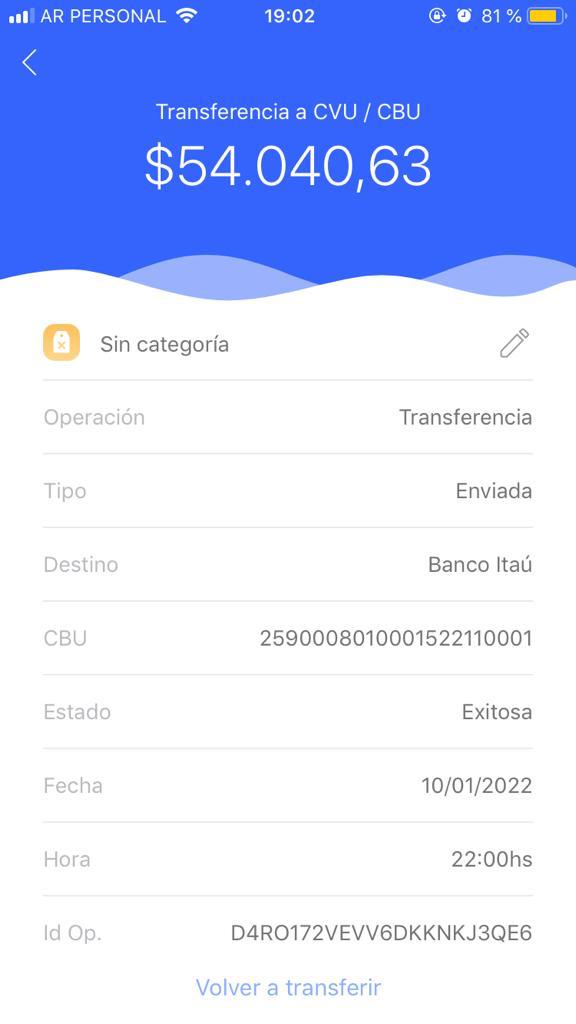 AR PERSONAL 19:02 81 %
Transferencia a CVU / CBU
$54.040,63
Sin categoría
Operación Transferencia
Tipo Enviada
Destino Banco Itaú
CBU 2590008010001522110001
Estado Exitosa
Fecha 10/01/2022
Hora 22:00hs
Id Op. D4RO172VEVV6DKKNKJ3QE6
Volver a transferir